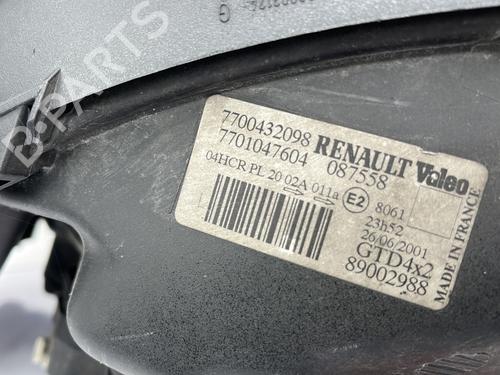 G
B-PARTS
7700432098 RENAULT Valeo
7701047604 087558
04HCR PL 20 02A 011a E2 8061
23h52
26/06/2001
GTD4x2
89002988
MADE IN FRANCE